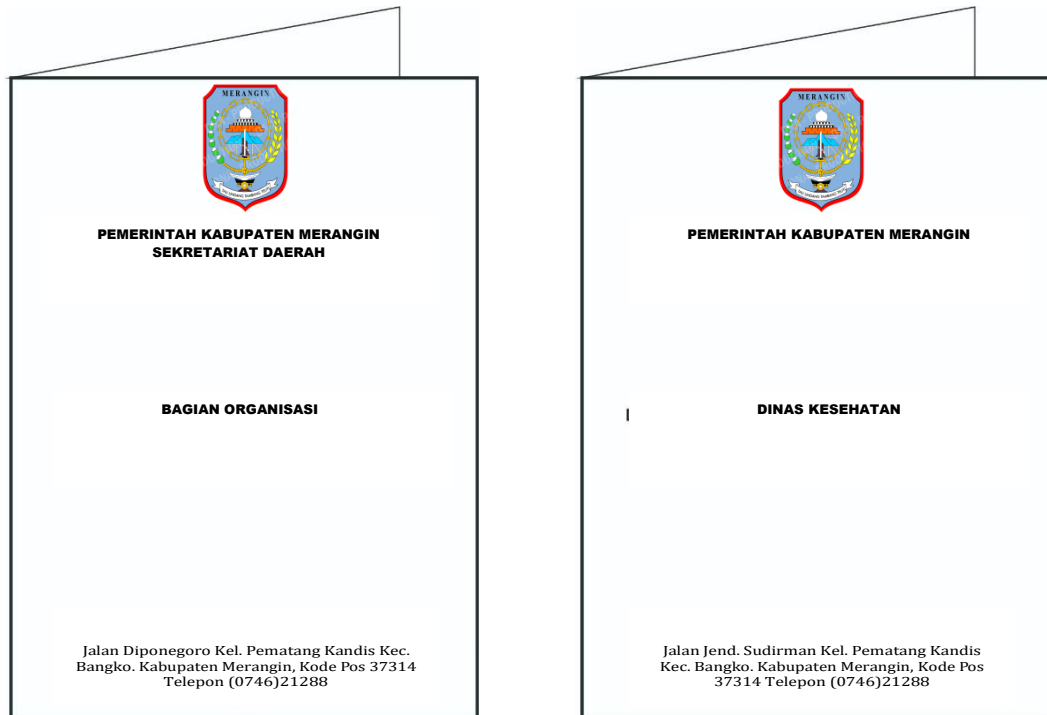 MERANGIN
PEMERINTAH KABUPATEN MERANGIN
SEKRETARIAT DAERAH
BAGIAN ORGANISASI
Jalan Diponegoro Kel. Pematang Kandis Kec.
Bangko. Kabupaten Merangin, Kode Pos 37314
Telepon (0746)21288
MERANGIN
PEMERINTAH KABUPATEN MERANGIN
DINAS KESEHATAN
Jalan Jend. Sudirman Kel. Pematang Kandis
Kec. Bangko. Kabupaten Merangin, Kode Pos
37314 Telepon (0746)21288